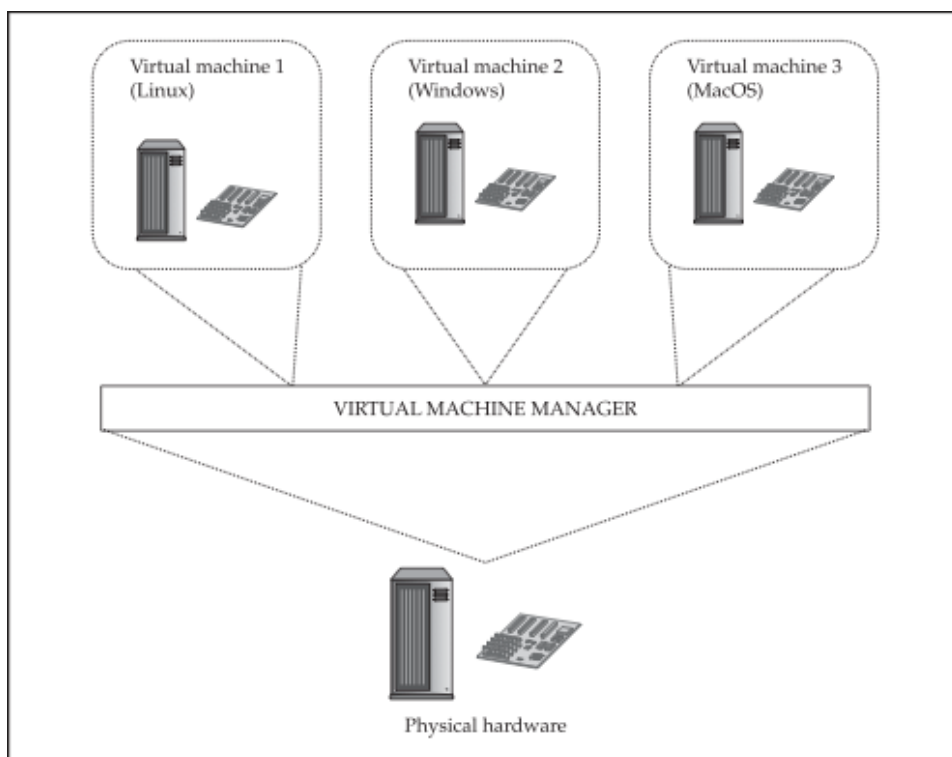 Virtual machine 1
(Linux)
Virtual machine 2
(Windows)
Virtual machine 3
(MacOS)
VIRTUAL MACHINE MANAGER
Physical hardware